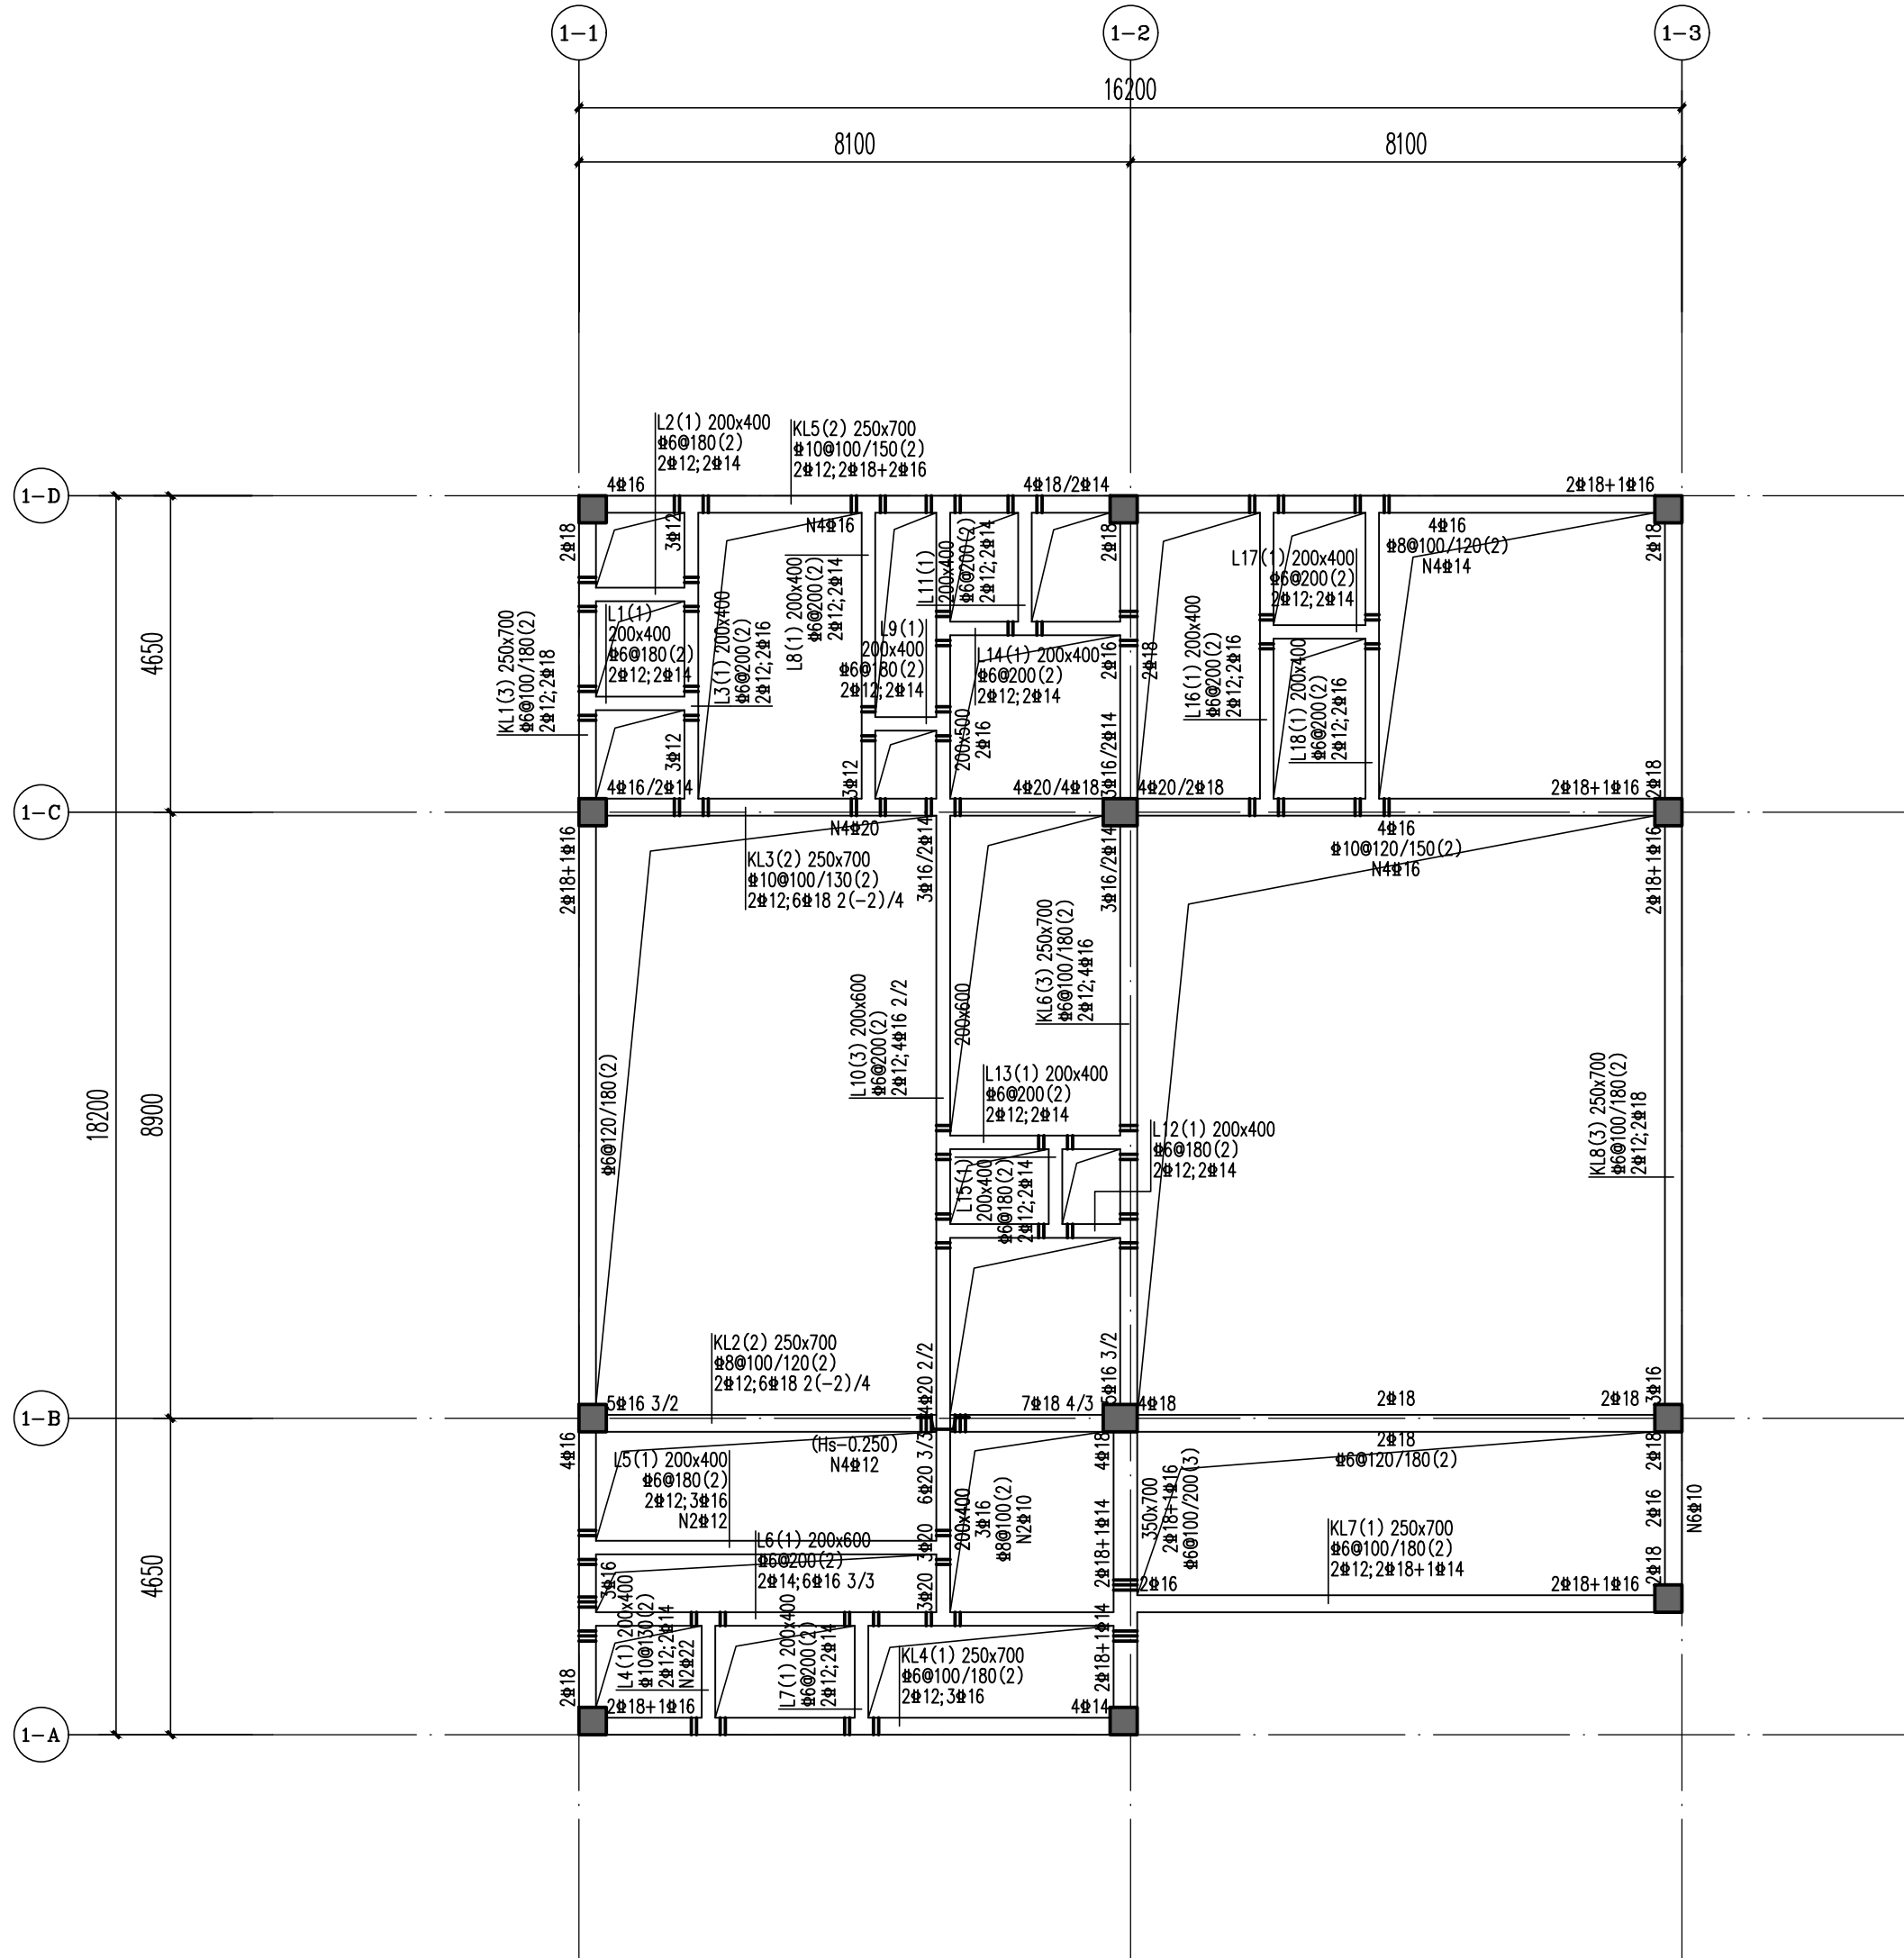 1-1
1-2
1-3
16200
8100
8100
1-D
1-C
1-B
1-A
18200
4650
8900
4650
L2(1) 200x400
⌀6@180(2)
2⌀12;2⌀14
KL5(2) 250x700
⌀10@100/150(2)
2⌀12;2⌀18+2⌀16
4⌀16
4⌀18/2⌀14
2⌀18+1⌀16
2⌀18
3⌀12
N4⌀16
2⌀18
4⌀16
⌀8@100/120(2)
N4⌀14
2⌀18
L1(1)
200x400
⌀6@180(2)
2⌀12;2⌀14
KL1(3) 250x700
⌀6@100/180(2)
2⌀12;2⌀18
L3(1) 200x400
⌀6@200(2)
2⌀12;2⌀16
L8(1) 200x400
⌀6@200(2)
2⌀12;2⌀14
L9(1)
200x400
⌀6@180(2)
2⌀12;2⌀14
L11(1)
200x400
⌀6@200(2)
2⌀12;2⌀14
L14(1) 200x400
⌀6@200(2)
2⌀12;2⌀14
2⌀16
2⌀18
L17(1) 200x400
⌀6@200(2)
2⌀12;2⌀14
L16(1) 200x400
⌀6@200(2)
2⌀12;2⌀16
L18(1) 200x400
⌀6@200(2)
2⌀12;2⌀16
200x500
2⌀16
3⌀12
3⌀12
3⌀16/2⌀14
2⌀18
4⌀16/2⌀14
4⌀20/4⌀18
4⌀20/2⌀18
2⌀18+1⌀16
N4⌀20
KL3(2) 250x700
⌀10@100/130(2)
2⌀12;6⌀18 2(-2)/4
2⌀18+1⌀16
3⌀16/2⌀14
3⌀16/2⌀14
4⌀16
⌀10@120/150(2)
N4⌀16
2⌀18+1⌀16
KL6(3) 250x700
⌀6@100/180(2)
2⌀12;4⌀16
L10(3) 200x600
⌀6@200(2)
2⌀12;4⌀16 2/2
200x600
⌀6@120/180(2)
L13(1) 200x400
⌀6@200(2)
2⌀12;2⌀14
L12(1) 200x400
⌀6@180(2)
2⌀12;2⌀14
L15(1)
200x400
⌀6@180(2)
2⌀12;2⌀14
KL8(3) 250x700
⌀6@100/180(2)
2⌀12;2⌀18
KL2(2) 250x700
⌀8@100/120(2)
2⌀12;6⌀18 2(-2)/4
4⌀20 2/2
5⌀16 3/2
3⌀16
5⌀16 3/2
7⌀18 4/3
4⌀18
2⌀18
2⌀18
4⌀16
(Hs-0.250)
N4⌀12
6⌀20 3/3
4⌀18
2⌀18
⌀6@120/180(2)
2⌀18
L5(1) 200x400
⌀6@180(2)
2⌀12;3⌀16
N2⌀12
200x400
3⌀16
⌀8@100(2)
N2⌀10
350x700
2⌀18+1⌀16
⌀6@100/200(3)
2⌀16
N6⌀10
L6(1) 200x600
⌀6@200(2)
2⌀14;6⌀16 3/3
3⌀20
3⌀20
2⌀18+1⌀14
KL7(1) 250x700
⌀6@100/180(2)
2⌀12;2⌀18+1⌀14
2⌀16
2⌀18+1⌀16
2⌀18
3⌀16
L4(1) 200x400
⌀10@130(2)
2⌀12;2⌀14
N2⌀22
L7(1) 200x400
⌀6@200(2)
2⌀12;2⌀14
KL4(1) 250x700
⌀6@100/180(2)
2⌀12;3⌀16
2⌀18+1⌀14
2⌀18
2⌀18+1⌀16
4⌀14